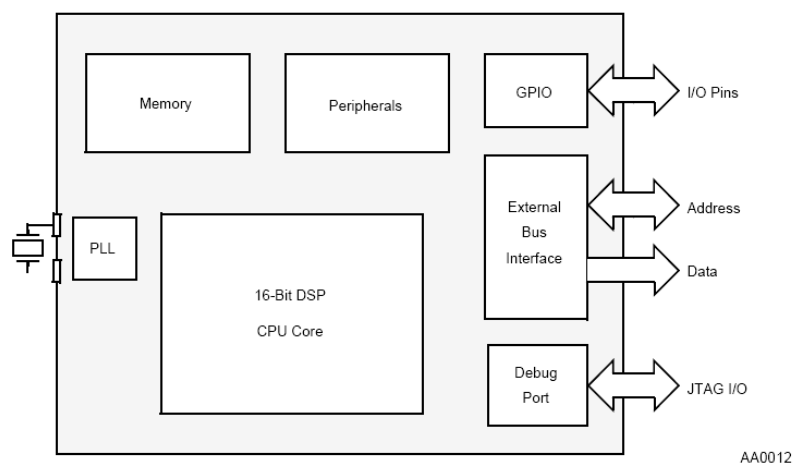 Memory
Peripherals
GPIO
I/O Pins
External
Bus
Interface
Address
Data
PLL
16-Bit DSP
CPU Core
Debug
Port
JTAG I/O
AA0012